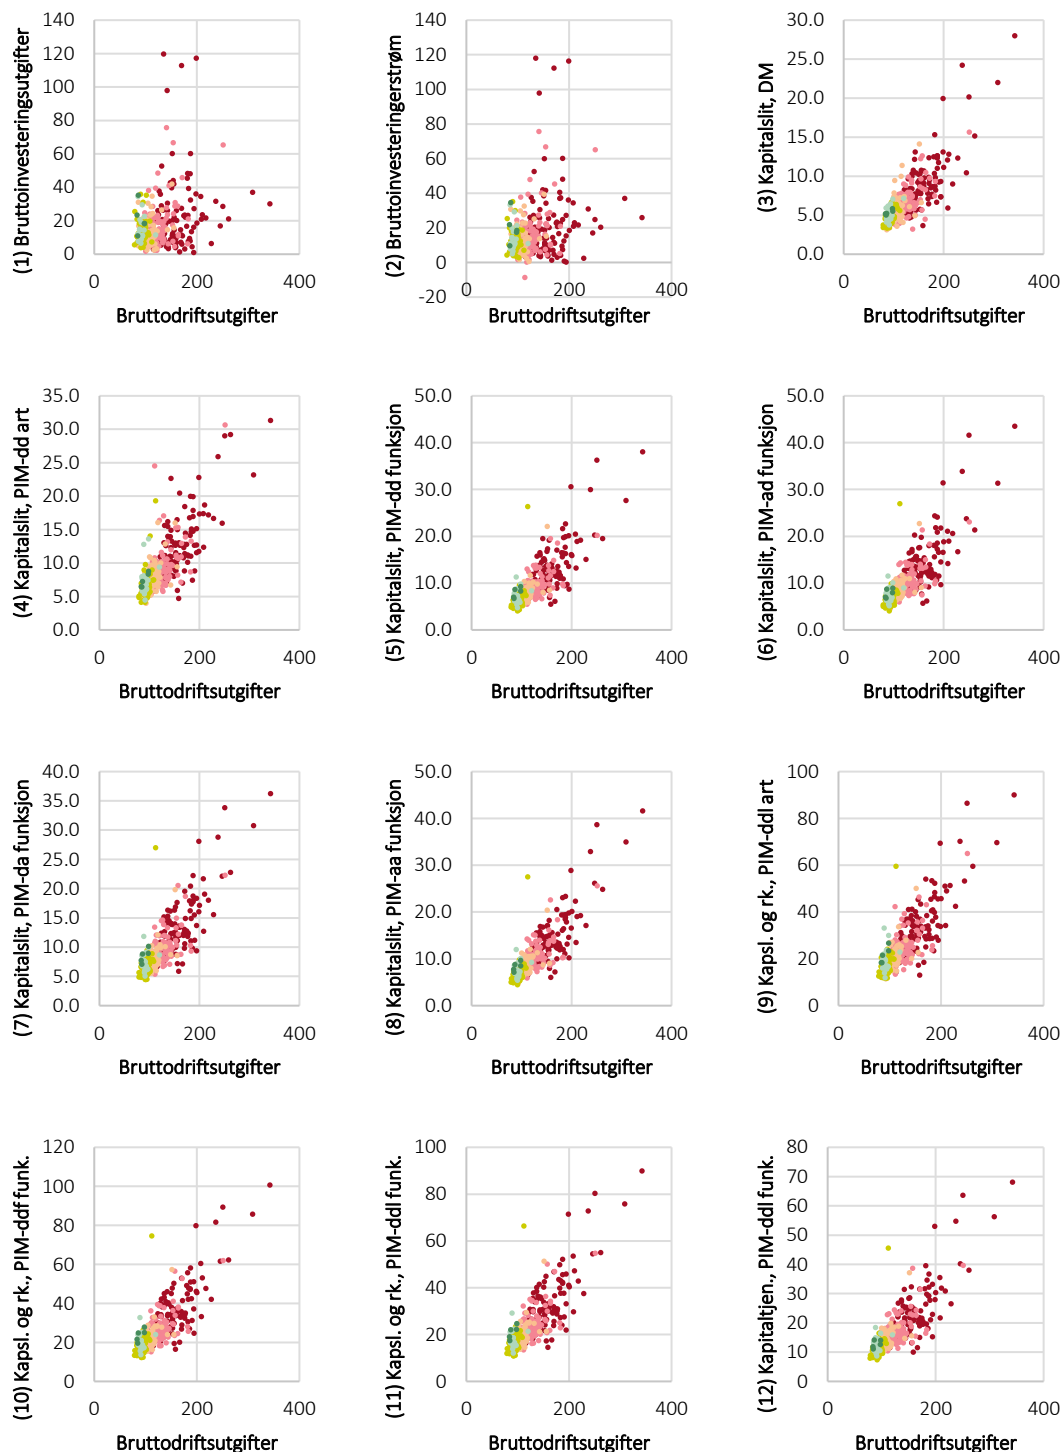 (1) Bruttoinvesteringsutgifter
140
120
100
80
60
40
20
0
0 200 400
Bruttodriftsutgifter
(2) Bruttoinvesteringerstrøm
140
120
100
80
60
40
20
0
-20
0 200 400
Bruttodriftsutgifter
(3) Kapitalslit, DM
30.0
25.0
20.0
15.0
10.0
5.0
0.0
0 200 400
Bruttodriftsutgifter
(4) Kapitalslit, PIM-dd art
35.0
30.0
25.0
20.0
15.0
10.0
5.0
0.0
0 200 400
Bruttodriftsutgifter
(5) Kapitalslit, PIM-dd funksjon
50.0
40.0
30.0
20.0
10.0
0.0
0 200 400
Bruttodriftsutgifter
(6) Kapitalslit, PIM-ad funksjon
50.0
40.0
30.0
20.0
10.0
0.0
0 200 400
Bruttodriftsutgifter
(7) Kapitalslit, PIM-da funksjon
40.0
35.0
30.0
25.0
20.0
15.0
10.0
5.0
0.0
0 200 400
Bruttodriftsutgifter
(8) Kapitalslit, PIM-aa funksjon
50.0
40.0
30.0
20.0
10.0
0.0
0 200 400
Bruttodriftsutgifter
(9) Kapsl. og rk., PIM-ddl art
100
80
60
40
20
0
0 200 400
Bruttodriftsutgifter
(10) Kapsl. og rk., PIM-ddf funk.
120
100
80
60
40
20
0
0 200 400
Bruttodriftsutgifter
(11) Kapsl. og rk., PIM-ddl funk.
100
80
60
40
20
0
0 200 400
Bruttodriftsutgifter
(12) Kapitaltjen., PIM-ddl funk.
80
70
60
50
40
30
20
10
0
0 200 400
Bruttodriftsutgifter